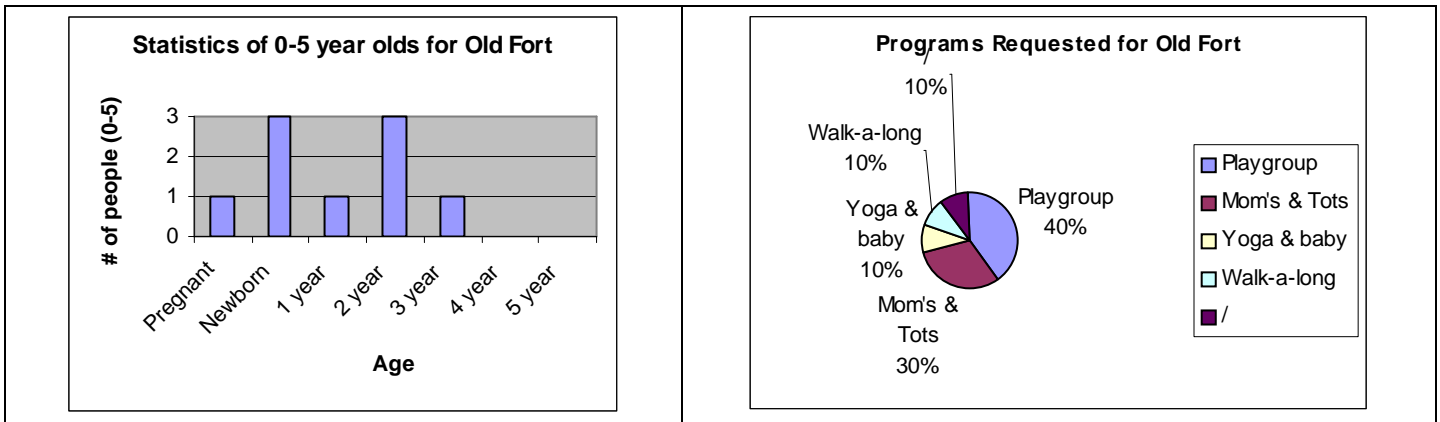 Statistics of 0-5 year olds for Old Fort
# of people (0-5)
3
2
1
0
Pregnant
Newborn
1 year
2 year
3 year
4 year
5 year
Age
Programs Requested for Old Fort
/
10%
Walk-a-long
10%
Yoga &
baby
10%
Mom's &
Tots
30%
Playgroup
40%
Playgroup
Mom's & Tots
Yoga & baby
Walk-a-long
/